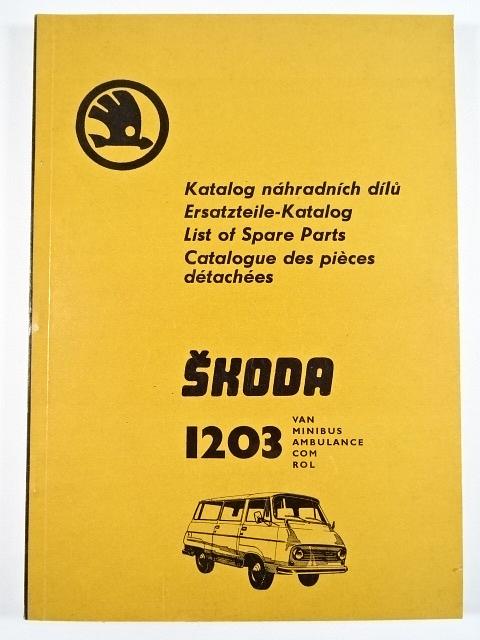 Katalog náhradních dílů
Ersatzteile-Katalog
List of Spare Parts
Catalogue des pièces
détachées
ŠKODA
1203
VAN
MINIBUS
AMBULANCE
COM
ROL